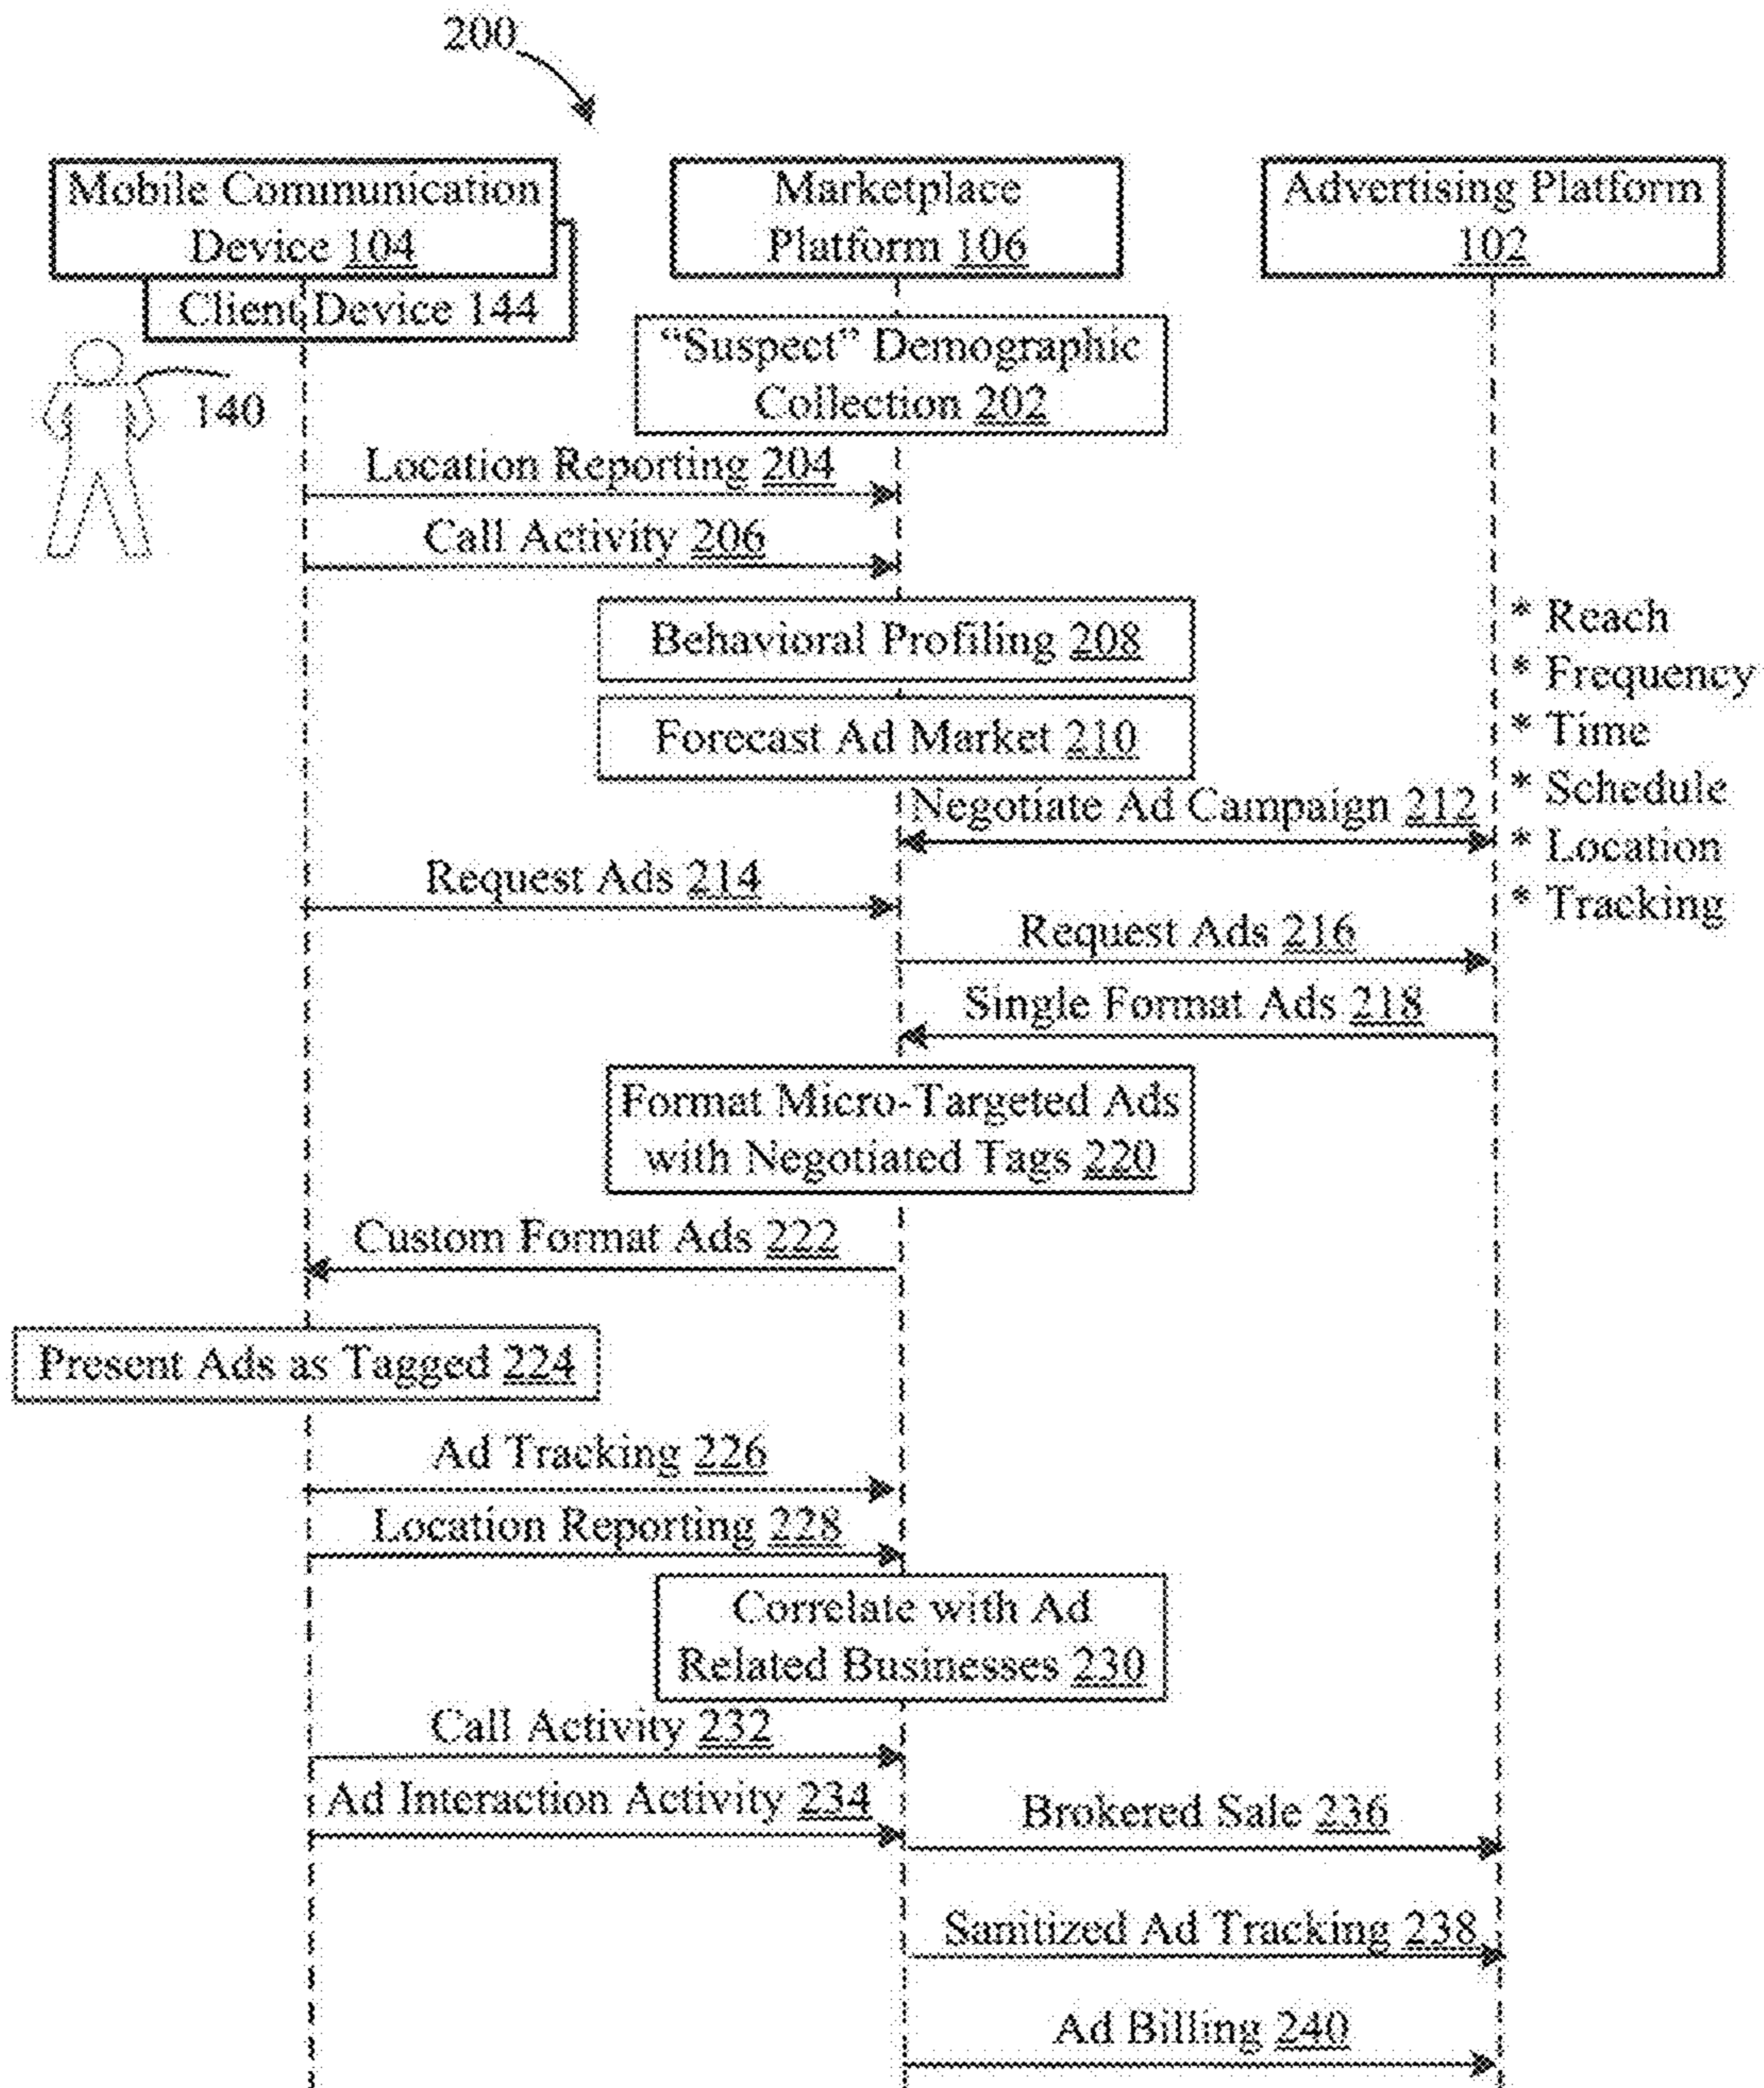 200
Mobile Communication
Device 104
Client Device 144
Marketplace
Platform 106
Advertising Platform
102
140
“Suspect” Demographic
Collection 202
Location Reporting 204
Call Activity 206
Behavioral Profiling 208
Forecast Ad Market 210
* Reach
* Frequency
* Time
* Schedule
* Location
* Tracking
Negotiate Ad Campaign 212
Request Ads 214
Request Ads 216
Single Format Ads 218
Format Micro-Targeted Ads
with Negotiated Tags 220
Custom Format Ads 222
Present Ads as Tagged 224
Ad Tracking 226
Location Reporting 228
Correlate with Ad
Related Businesses 230
Call Activity 232
Ad Interaction Activity 234
Brokered Sale 236
Sanitized Ad Tracking 238
Ad Billing 240